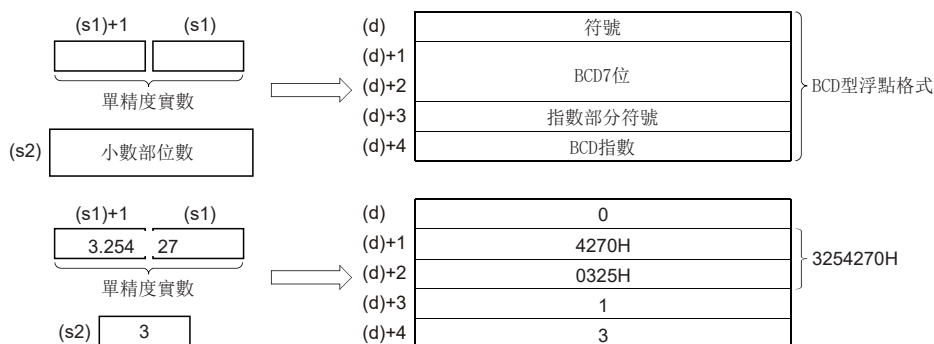 (s1)+1 (s1)
單精度實數
(s2) 小數部位數
(d) 符號
(d)+1
(d)+2 BCD7位
(d)+3 指數部分符號
(d)+4 BCD指數
BCD型浮點格式
(s1)+1 (s1)
3.254 27
單精度實數
(s2) 3
(d) 0
(d)+1 4270H
(d)+2 0325H
(d)+3 1
(d)+4 3
3254270H